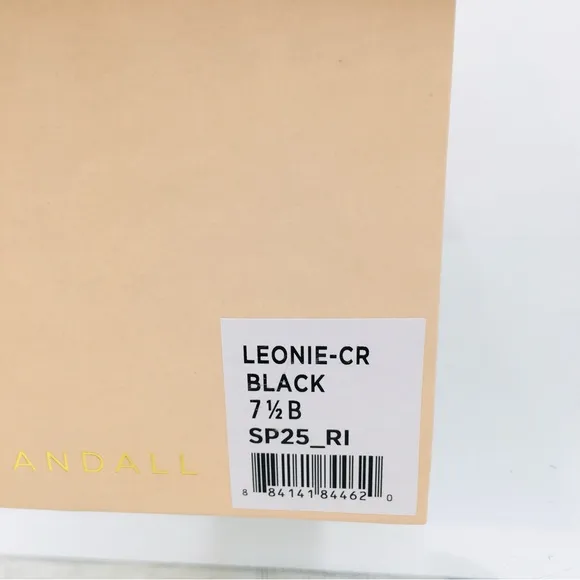 LEONIE-CR
BLACK
7 ½ B
SP25_RI
ANDALL
8 84141 84462 0